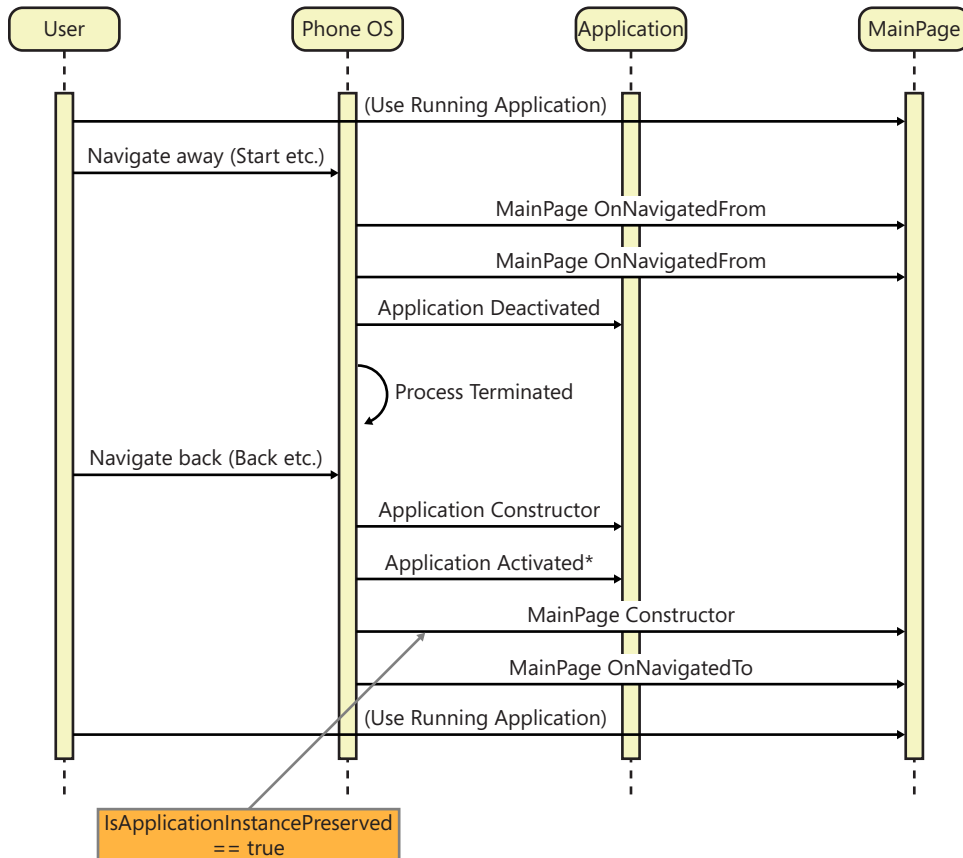 User
Phone OS
Application
MainPage
(Use Running Application)
Navigate away (Start etc.)
MainPage OnNavigatedFrom
MainPage OnNavigatedFrom
Application Deactivated
Process Terminated
Navigate back (Back etc.)
Application Constructor
Application Activated*
MainPage Constructor
MainPage OnNavigatedTo
(Use Running Application)
IsApplicationInstancePreserved
== true